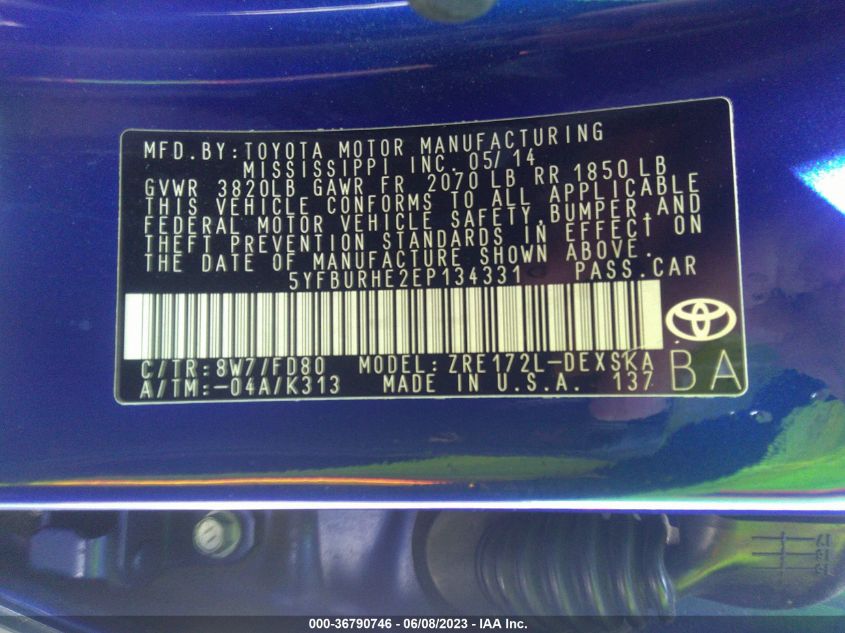 MFD.BY:TOYOTA MOTOR MANUFACTURING
MISSISSIPPI INC. 05/14
GVWR 3820LB GAWR FR 2070 LB RR 1850 LB
THIS VEHICLE CONFORMS TO ALL APPLICABLE
FEDERAL MOTOR VEHICLE SAFETY,BUMPER,AND
THEFT PREVENTION STANDARDS IN EFFECT ON
THE DATE OF MANUFACTURE SHOWN ABOVE.
5YFBURHE2EP134331 PASS.CAR
C/TR:8W7/FD80 MODEL:ZRE172L-DEXSKA
A/TM:-04A/K313 MADE IN U.S.A. 137
BA
000-36790746 - 06/08/2023 - IAA Inc.